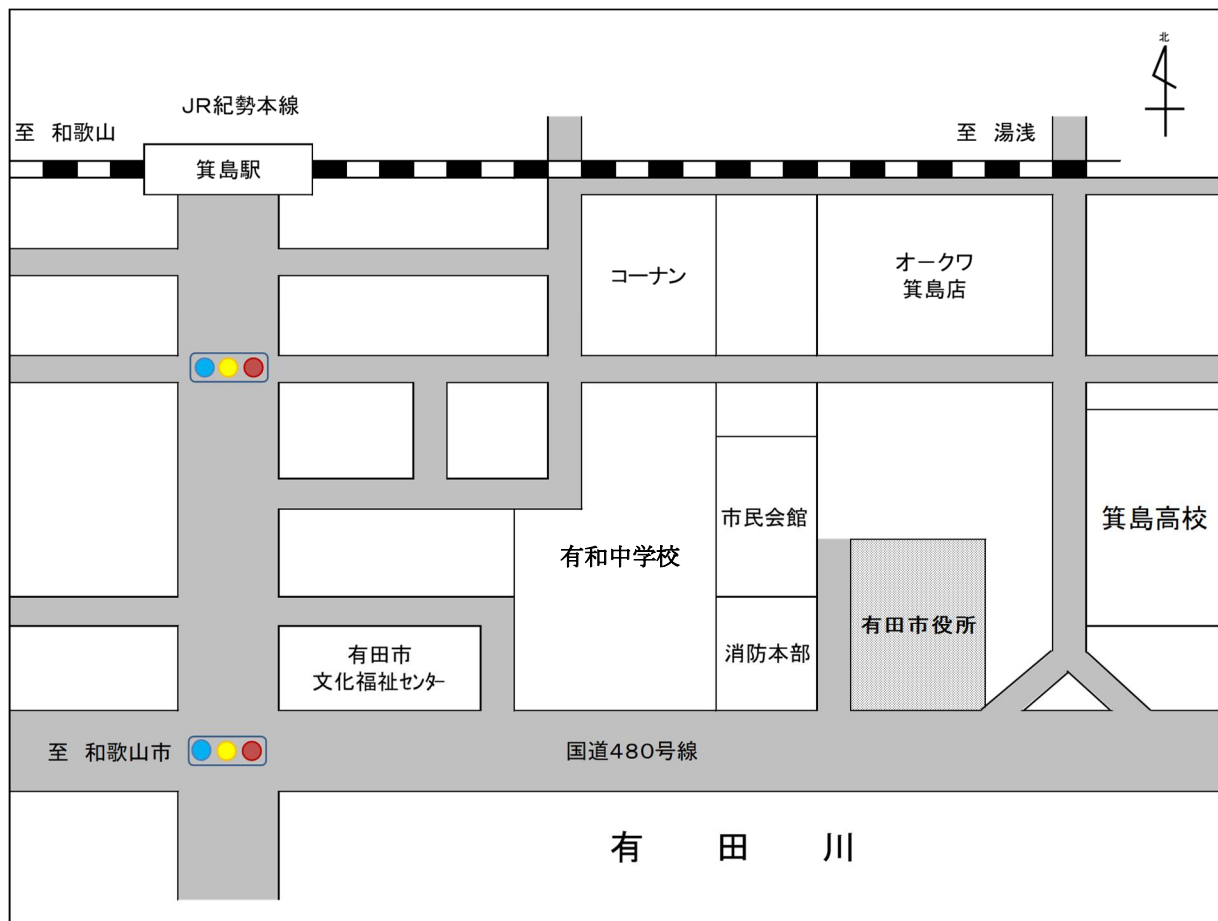 北
JR紀勢本線
至　和歌山
至　湯浅
箕島駅
コーナン
オークワ
箕島店
市民会館
箕島高校
有和中学校
有田市役所
消防本部
有田市
文化福祉センター
至　和歌山市
国道480号線
有　田　川